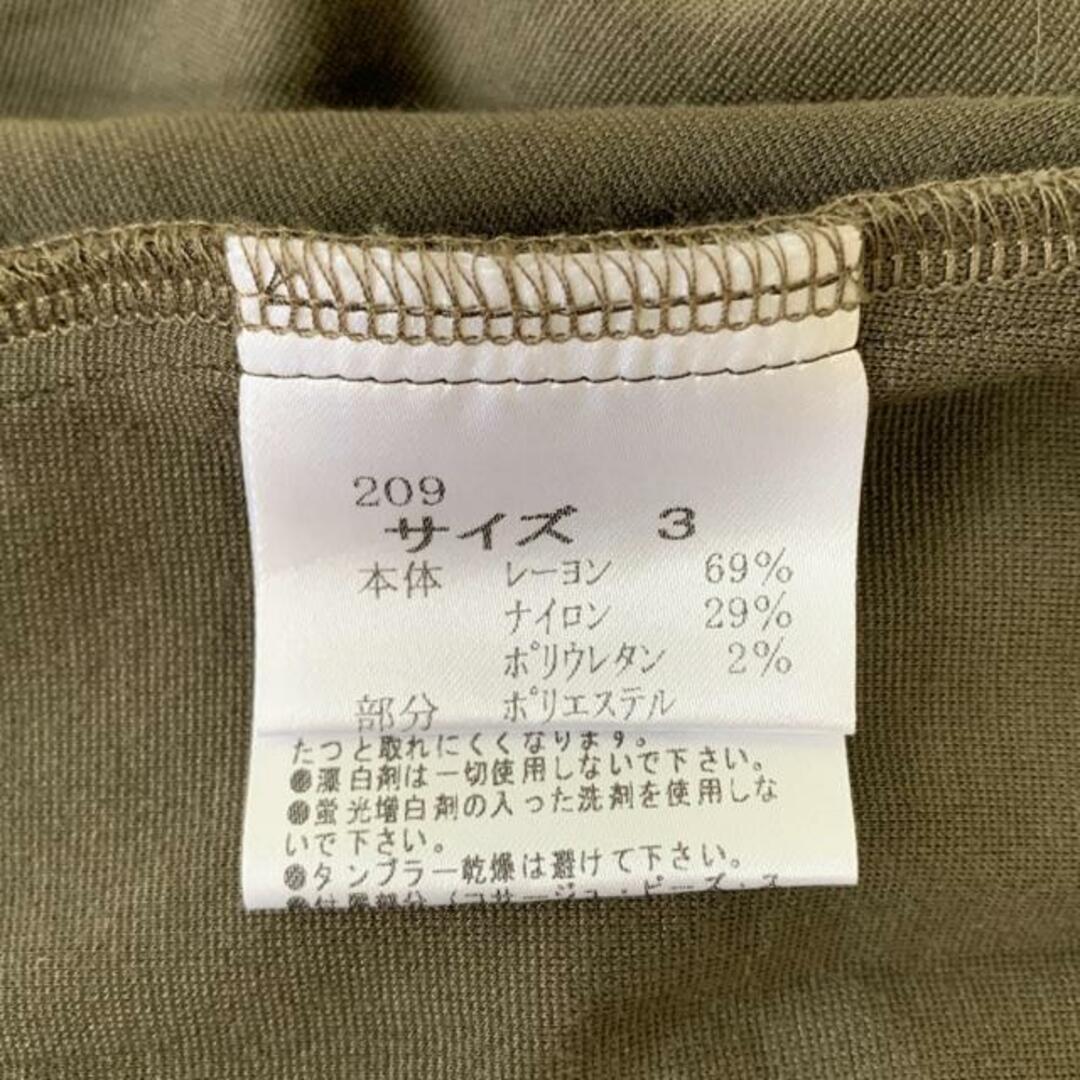 209
サイズ 3
本体 レーヨン 69%
ナイロン 29%
ポリウレタン 2%
部分 ポリエステル
たつと取れにくくなります。
●漂白剤は一切使用しないで下さい。
●蛍光増白剤の入った洗剤を使用しな
いで下さい。
●タンブラー乾燥は避けて下さい。
●付属部分